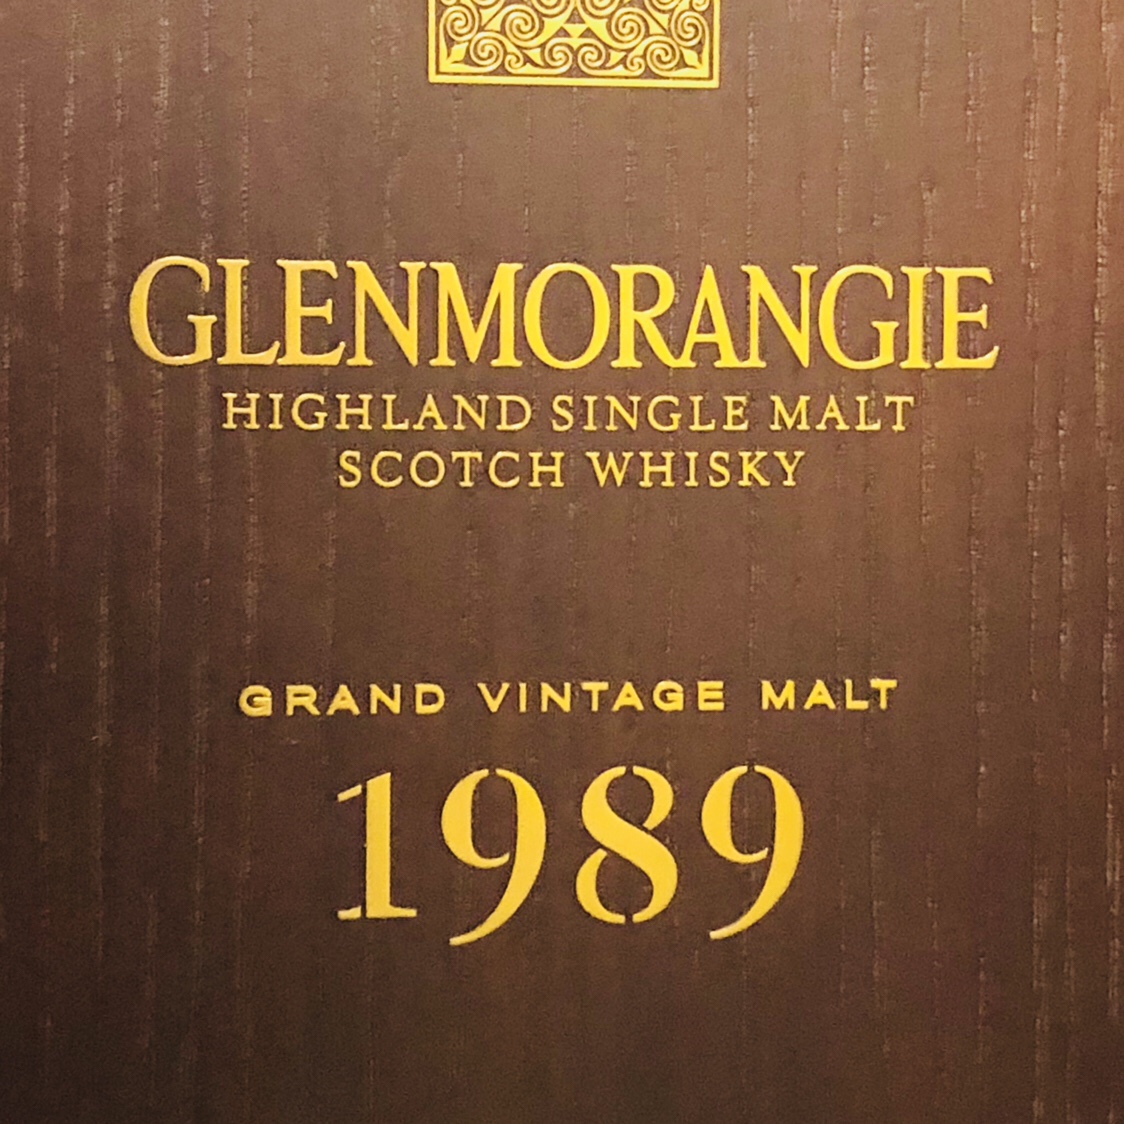 GLENMORANGIE
HIGHLAND SINGLE MALT
SCOTCH WHISKY
GRAND VINTAGE MALT
1989